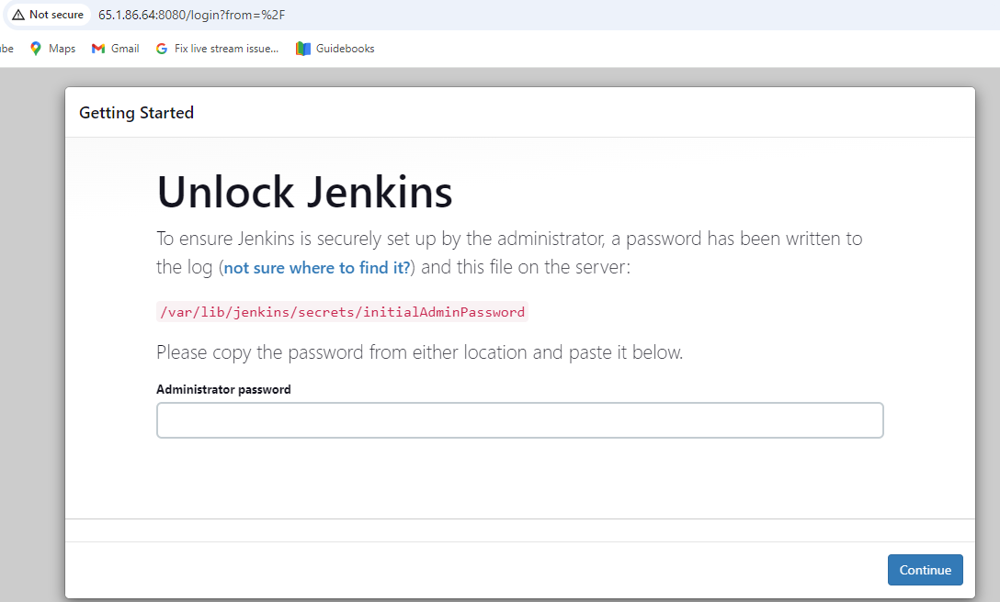 Not secure 65.1.86.64:8080/login?from=%2F
be Maps Gmail Fix live stream issue... Guidebooks
Getting Started
Unlock Jenkins
To ensure Jenkins is securely set up by the administrator, a password has been written to
the log (not sure where to find it?) and this file on the server:
/var/lib/jenkins/secrets/initialAdminPassword
Please copy the password from either location and paste it below.
Administrator password
Continue